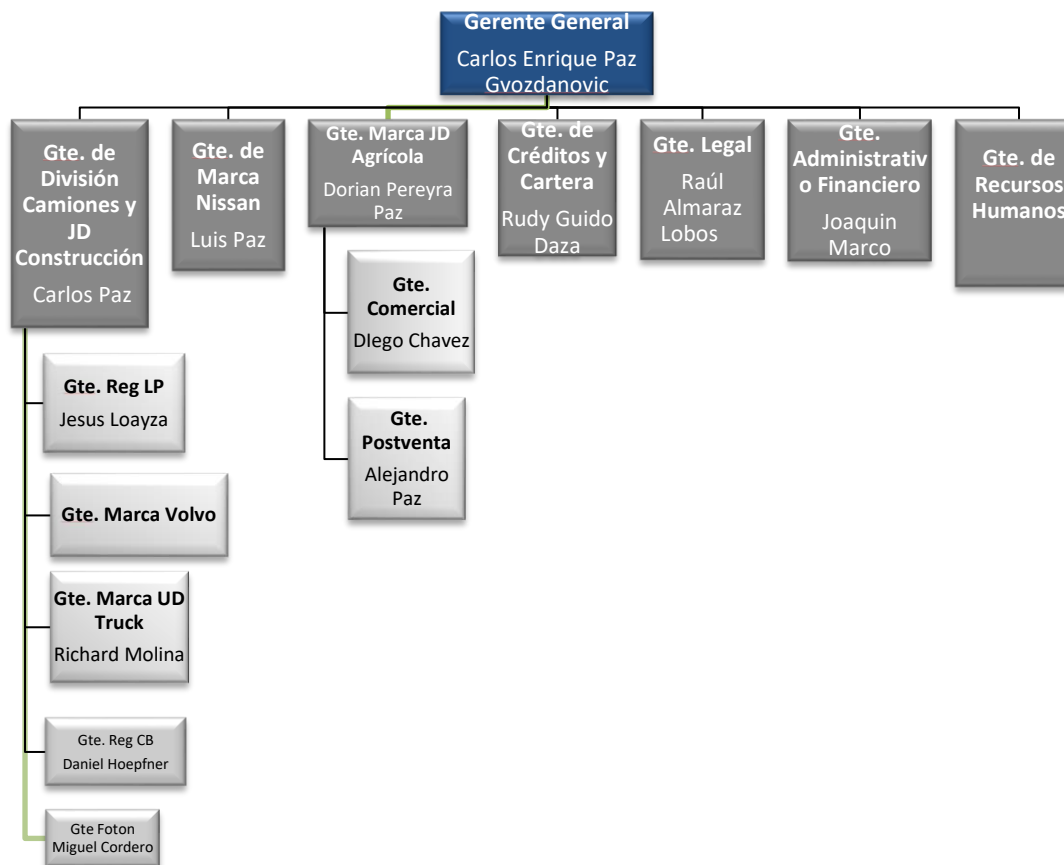 Gerente General
Carlos Enrique Paz
Gvozdanovic
Gte. de
División
Camiones y
JD
Construcción
Carlos Paz
Gte. de
Marca
Nissan
Luis Paz
Gte. Marca JD
Agrícola
Dorian Pereyra
Paz
Gte. de
Créditos y
Cartera
Rudy Guido
Daza
Gte. Legal
Raúl
Almaraz
Lobos
Gte.
Administrativ
o Financiero
Joaquin
Marco
Gte. de
Recursos
Humanos
Gte. Reg LP
Jesus Loayza
Gte. Marca Volvo
Gte. Marca UD
Truck
Richard Molina
Gte. Reg CB
Daniel Hoepfner
Gte Foton
Miguel Cordero
Gte.
Comercial
DIego Chavez
Gte.
Postventa
Alejandro
Paz